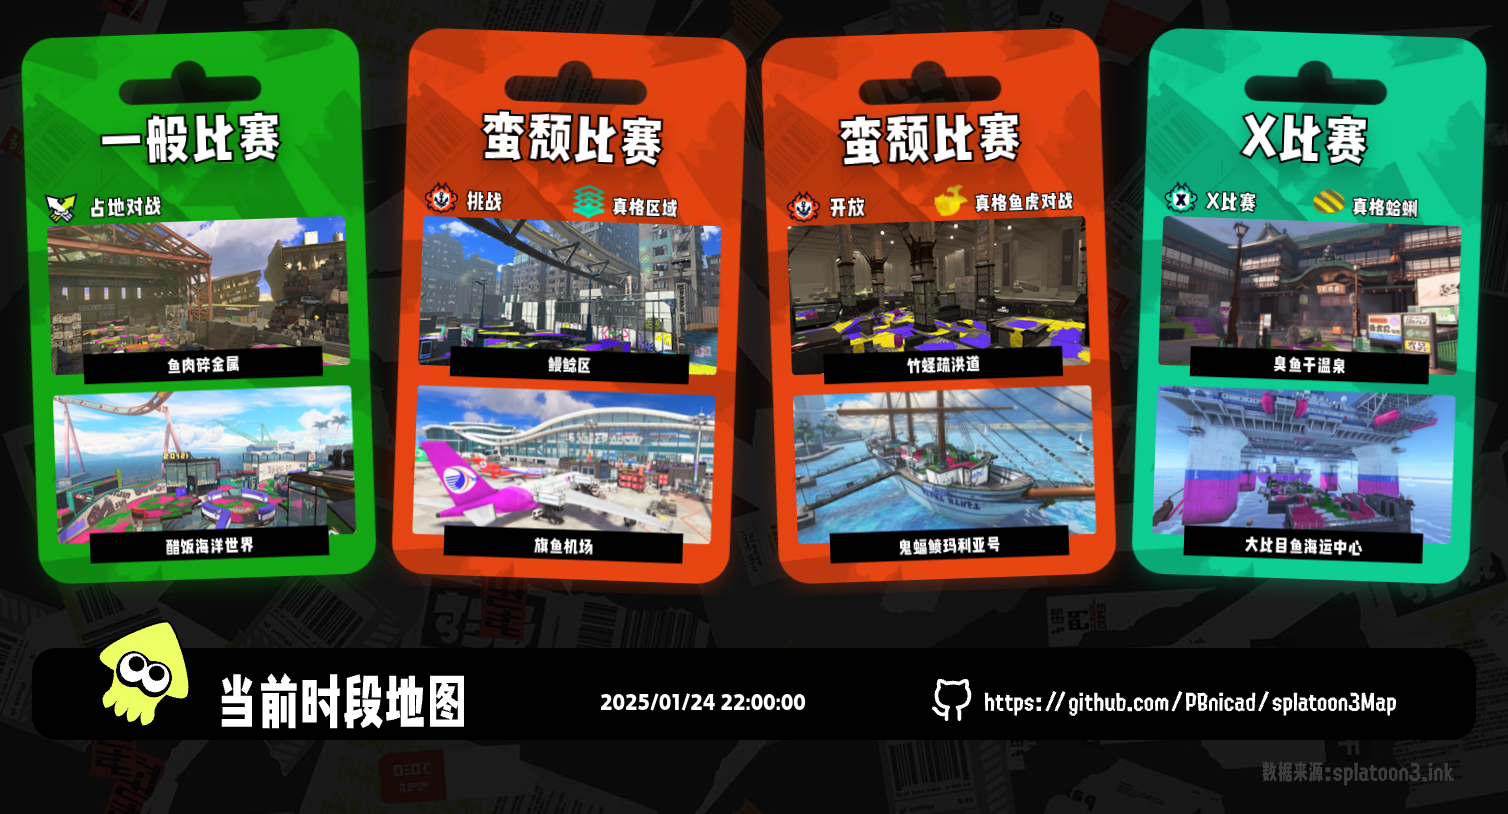 一般比赛
占地对战
鱼肉碎金属
醋饭海洋世界
蛮颓比赛
挑战
真格区域
鳗鲶区
旗鱼机场
蛮颓比赛
开放
真格鱼虎对战
竹蛏疏洪道
鬼蝠鲼玛利亚号
X比赛
X比赛
真格蛤蜊
臭鱼干温泉
大比目鱼海运中心
当前时段地图
2025/01/24 22:00:00
https://github.com/PBnicad/splatoon3Map
数据来源:splatoon3.ink